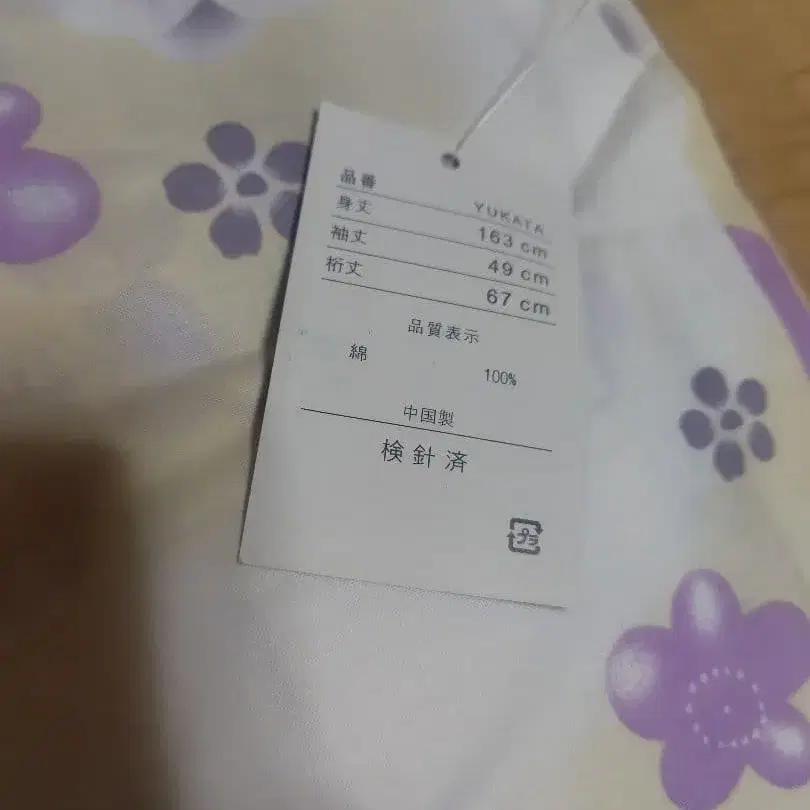 品番 YUKATA
身丈 163 cm
袖丈 49 cm
裄丈 67 cm
品質表示
綿 100%
中国製
検針済
プラ